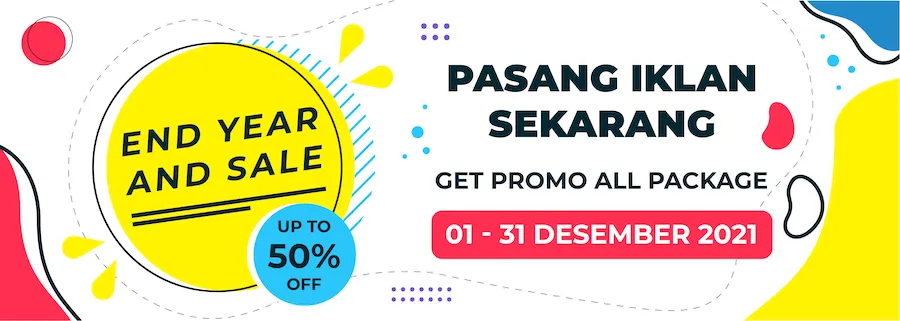 END YEAR
AND SALE
UP TO
50%
OFF
PASANG IKLAN
SEKARANG
GET PROMO ALL PACKAGE
01 - 31 DESEMBER 2021